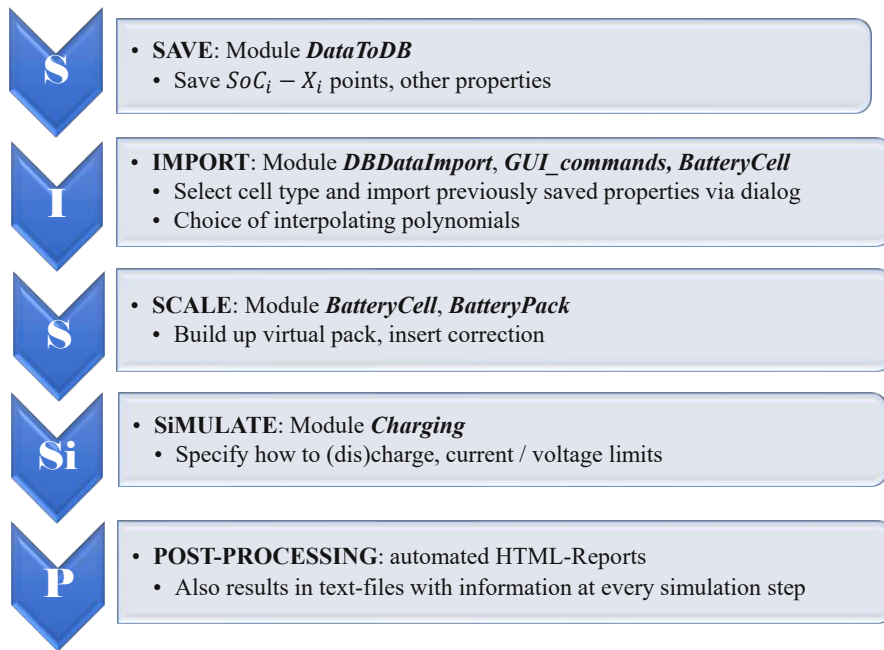 S
• SAVE: Module DataToDB
• Save SoCᵢ − Xᵢ points, other properties
I
• IMPORT: Module DBDataImport, GUI_commands, BatteryCell
• Select cell type and import previously saved properties via dialog
• Choice of interpolating polynomials
S
• SCALE: Module BatteryCell, BatteryPack
• Build up virtual pack, insert correction
Si
• SiMULATE: Module Charging
• Specify how to (dis)charge, current / voltage limits
P
• POST-PROCESSING: automated HTML-Reports
• Also results in text-files with information at every simulation step